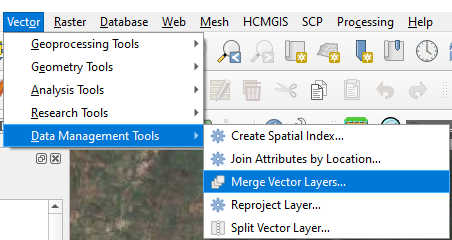 Vector Raster Database Web Mesh HCMGIS SCP Processing Help
Geoprocessing Tools
Geometry Tools
Analysis Tools
Research Tools
Data Management Tools
Create Spatial Index...
Join Attributes by Location...
Merge Vector Layers...
Reproject Layer...
Split Vector Layer...